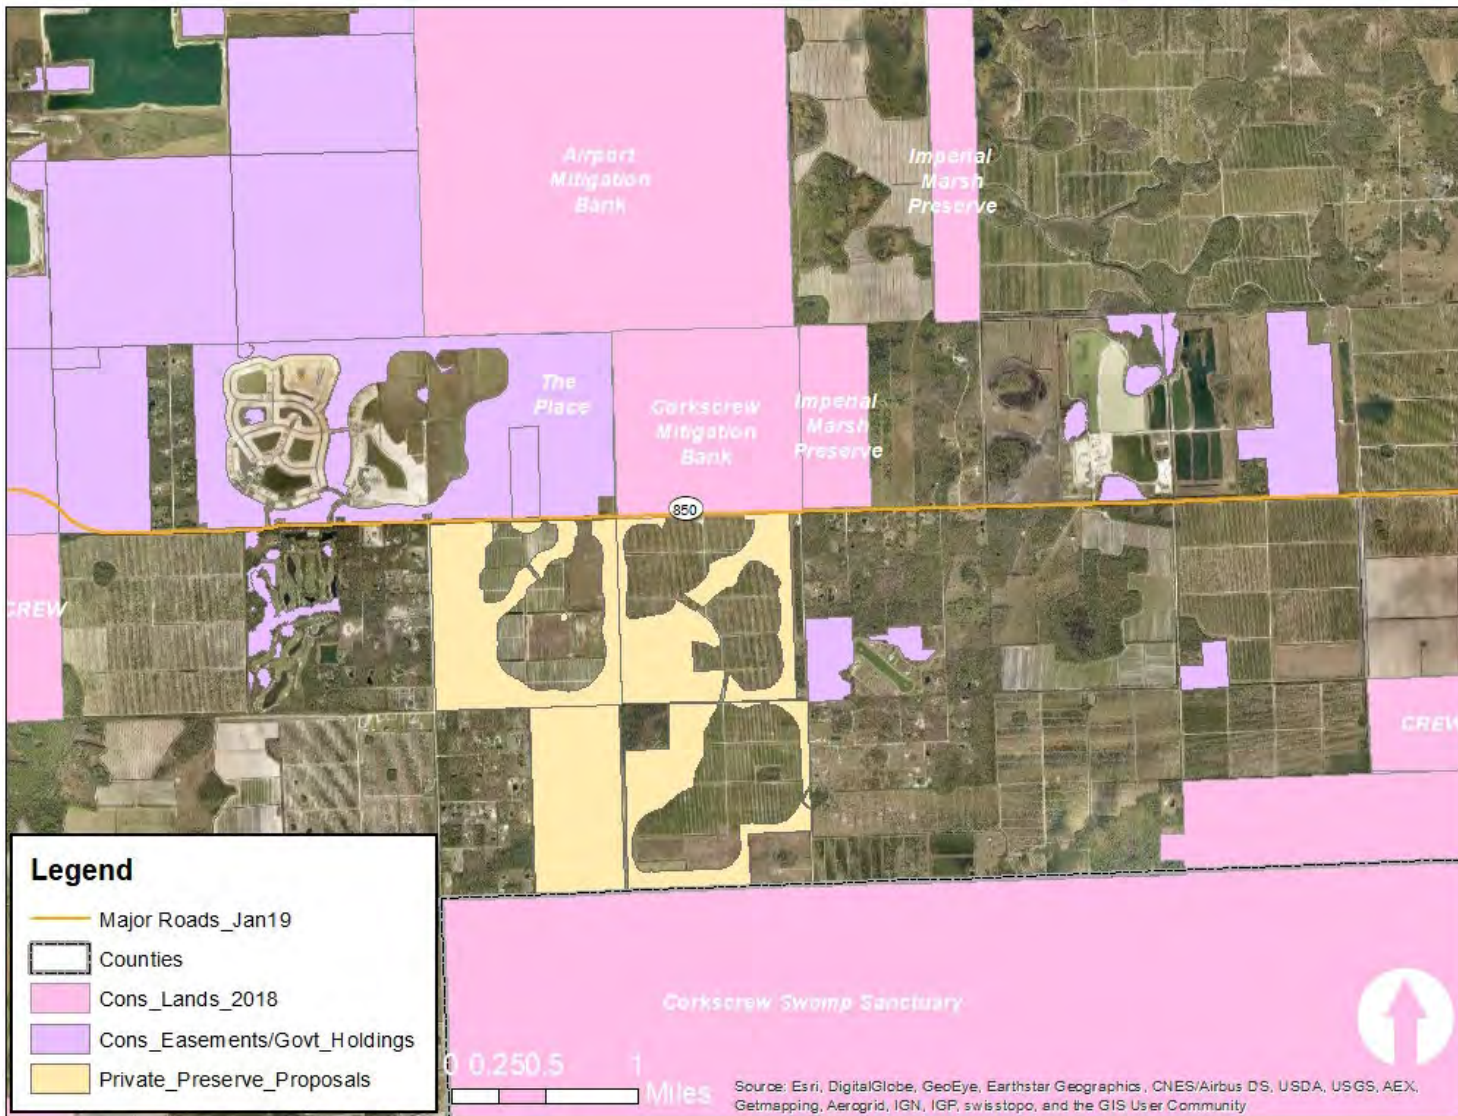 Airport
Mitigation
Bank
Imperial
Marsh
Preserve
The
Place
Corkscrew
Mitigation
Bank
Imperial
Marsh
Preserve
850
CREW
CREW
Legend
Major Roads_Jan19
Counties
Cons_Lands_2018
Cons_Easements/Govt_Holdings
Private_Preserve_Proposals
Corkscrew Swomp Sanctuary
0 0.250.5 1
Miles
Source: Esri, DigitalGlobe, GeoEye, Earthstar Geographics, CNES/Airbus DS, USDA, USGS, AEX,
Getmapping, Aerogrid, IGN, IGP, swisstopo, and the GIS User Community